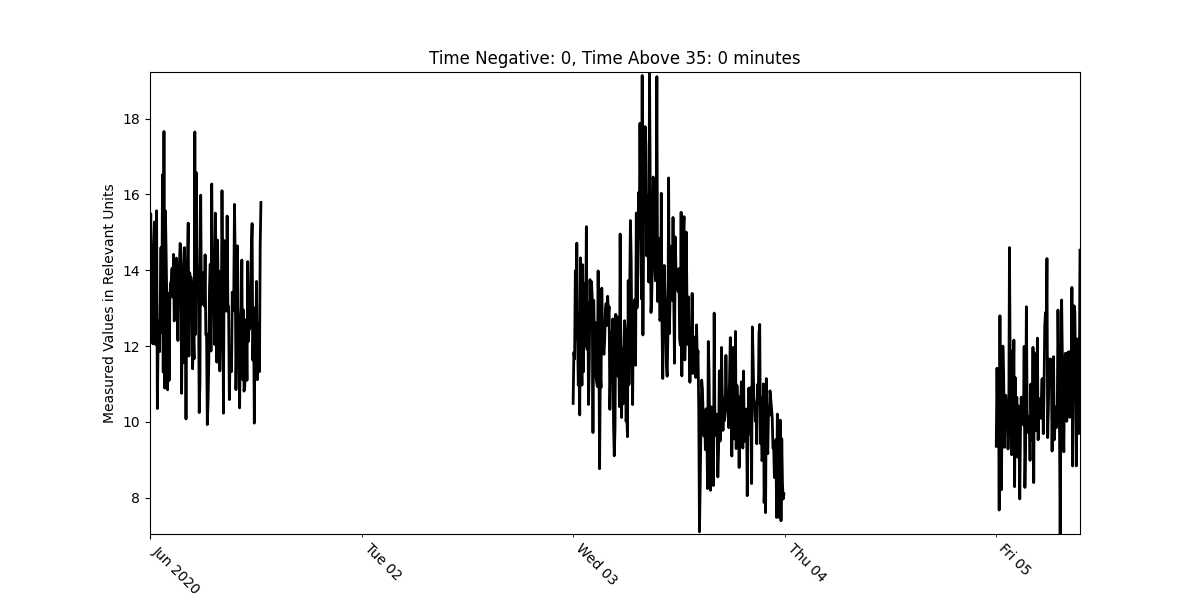 Time Negative: 0, Time Above 35: 0 minutes
Measured Values in Relevant Units
18
16
14
12
10
8
Jun 2020
Tue 02
Wed 03
Thu 04
Fri 05